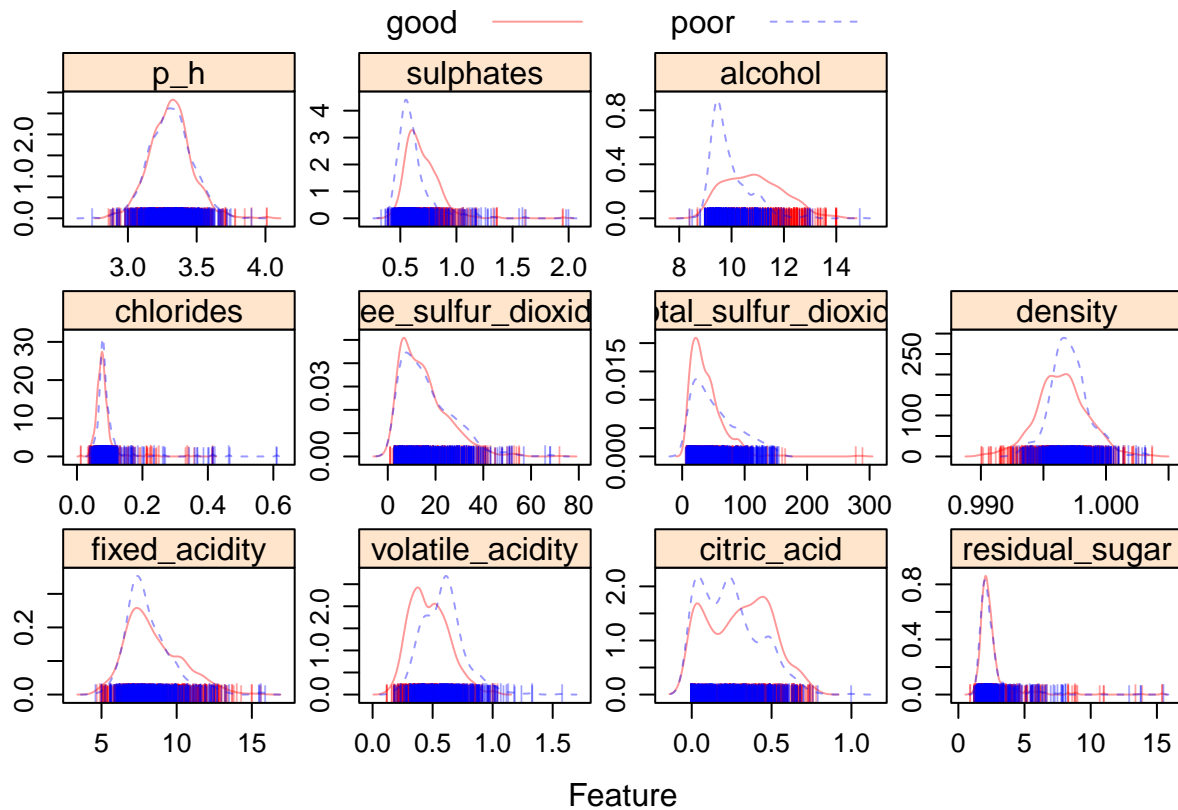 good poor
p_h sulphates alcohol
0.0 1.0 2.0
3.0 3.5 4.0
0 1 2 3 4
0.5 1.0 1.5 2.0
0.0 0.4 0.8
8 10 12 14
chlorides ee_sulfur_dioxid otal_sulfur_dioxid density
0 10 20 30
0.0 0.2 0.4 0.6
0.00 0.03
0 20 40 60 80
0.000 0.015
0 100 200 300
0 100 250
0.990 1.000
fixed_acidity volatile_acidity citric_acid residual_sugar
0.0 0.2
5 10 15
0.0 1.0 2.0
0.0 0.5 1.0 1.5
0.0 1.0 2.0
0.0 0.5 1.0
0.0 0.4 0.8
0 5 10 15
Feature